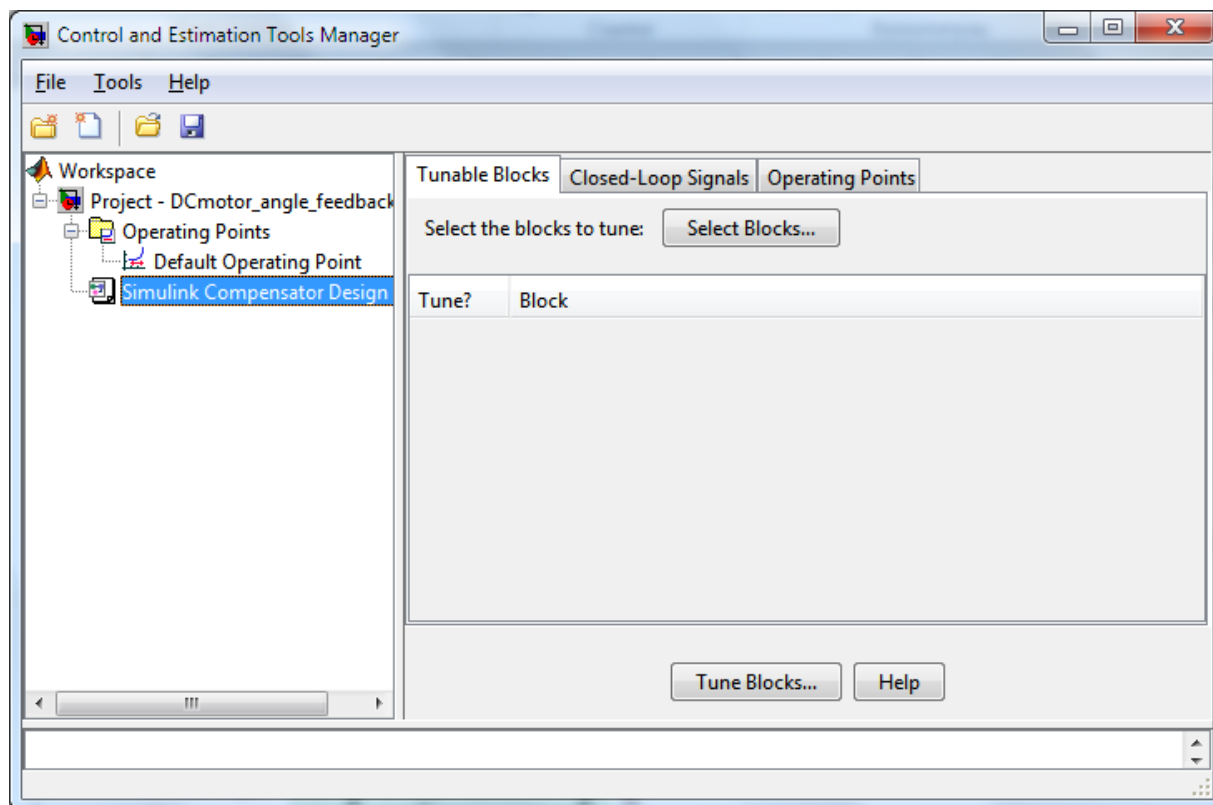 Control and Estimation Tools Manager
File Tools Help
Workspace
Project - DCmotor_angle_feedback
Operating Points
Default Operating Point
Simulink Compensator Design
Tunable Blocks Closed-Loop Signals Operating Points
Select the blocks to tune: Select Blocks...
Tune? Block
Tune Blocks... Help